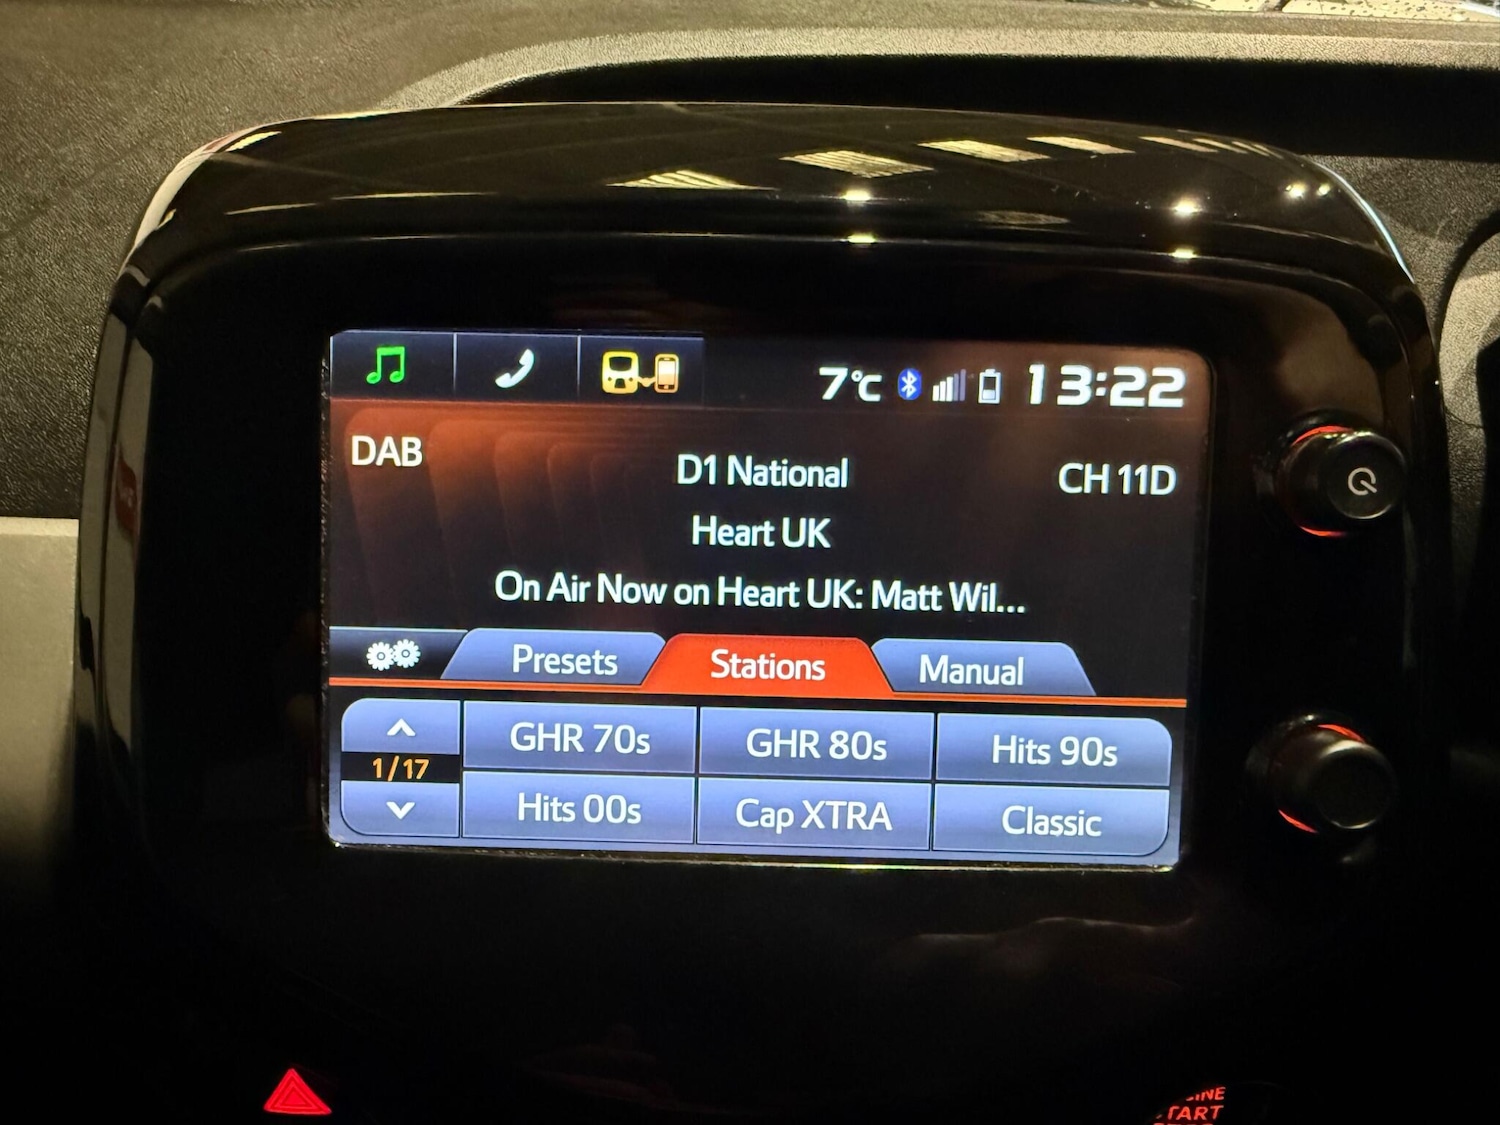 7°C 13:22
DAB D1 National CH 11D
Heart UK
On Air Now on Heart UK: Matt Wil...
Presets Stations Manual
GHR 70s GHR 80s Hits 90s
1/17
Hits 00s Cap XTRA Classic
START